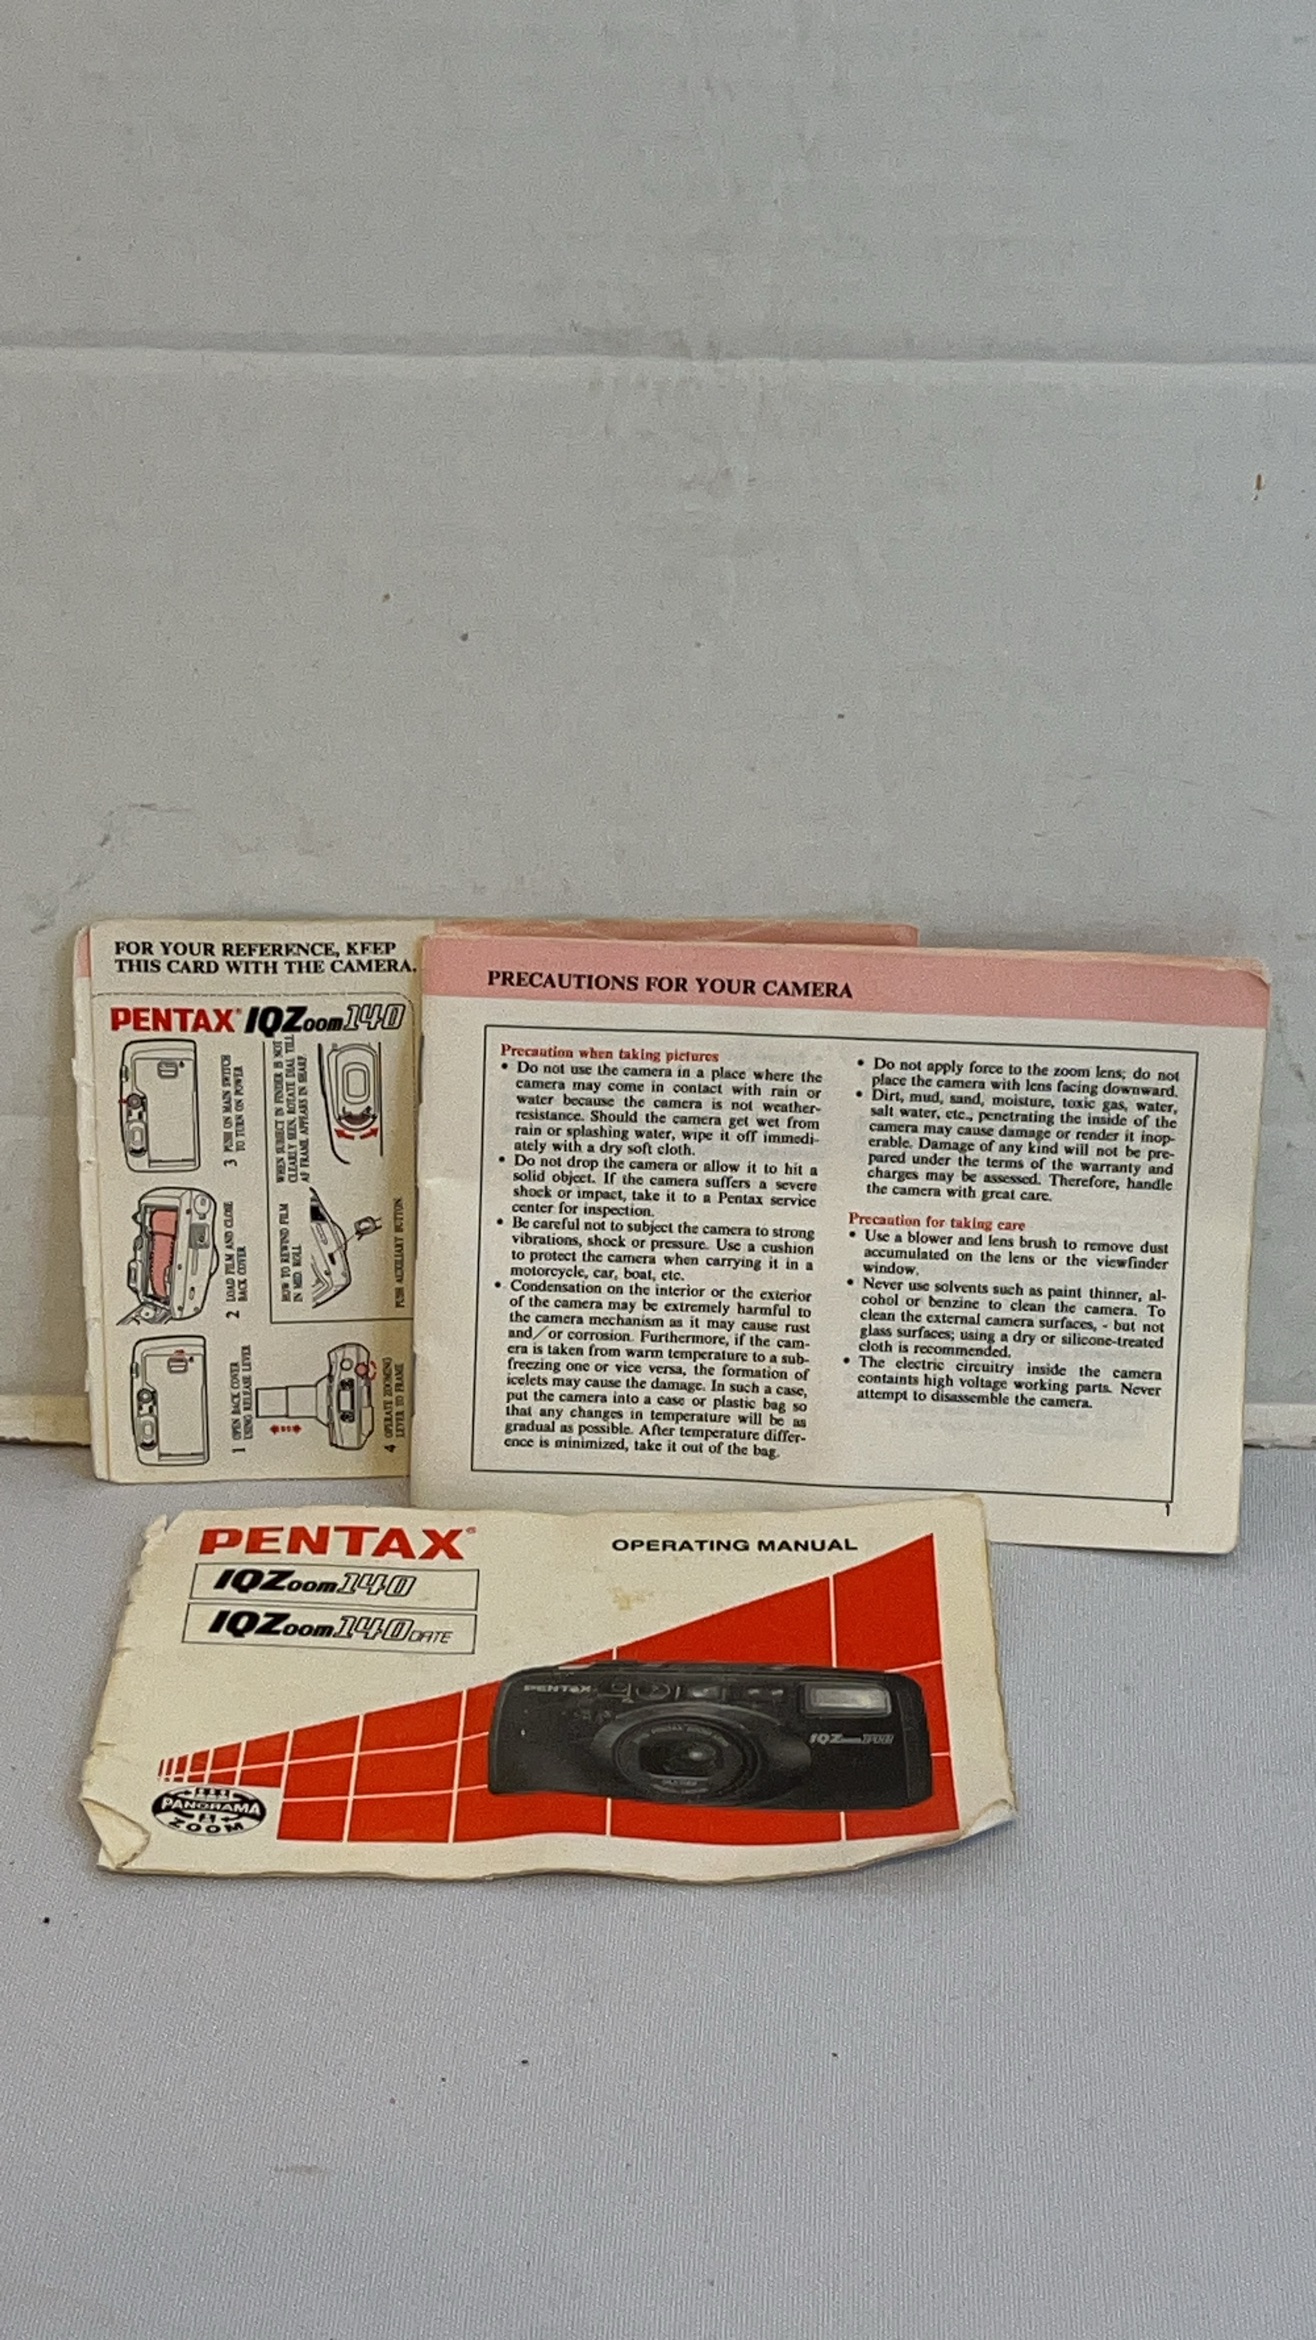 FOR YOUR REFERENCE, KEEP
THIS CARD WITH THE CAMERA.
PENTAX IQZoom140
1 OPEN BACK COVER
USING RELEASE LEVER
2 LOAD FILM AND CLOSE
BACK COVER
3 PUSH ON MAIN SWITCH
TO TURN ON POWER
4 OPERATE ZOOMING
LEVER TO FRAME
HOW TO REWIND FILM
IN MID ROLL
PUSH AUXILIARY BUTTON
WHEN SUBJECT IN FINDER IS NOT
CLEARLY SEEN, ROTATE DIAL TILL
AF FRAME APPEARS IN SHARP
PRECAUTIONS FOR YOUR CAMERA
Precaution when taking pictures
• Do not use the camera in a place where the
camera may come in contact with rain or
water because the camera is not weather-
resistance. Should the camera get wet from
rain or splashing water, wipe it off immedi-
ately with a dry soft cloth.
• Do not drop the camera or allow it to hit a
solid object. If the camera suffers a severe
shock or impact, take it to a Pentax service
center for inspection.
• Be careful not to subject the camera to strong
vibrations, shock or pressure. Use a cushion
to protect the camera when carrying it in a
motorcycle, car, boat, etc.
• Condensation on the interior or the exterior
of the camera may be extremely harmful to
the camera mechanism as it may cause rust
and/or corrosion. Furthermore, if the cam-
era is taken from warm temperature to a sub-
freezing one or vice versa, the formation of
icelets may cause the damage. In such a case,
put the camera into a case or plastic bag so
that any changes in temperature will be as
gradual as possible. After temperature differ-
ence is minimized, take it out of the bag.
• Do not apply force to the zoom lens; do not
place the camera with lens facing downward.
• Dirt, mud, sand, moisture, toxic gas, water,
salt water, etc., penetrating the inside of the
camera may cause damage or render it inop-
erable. Damage of any kind will not be pre-
pared under the terms of the warranty and
charges may be assessed. Therefore, handle
the camera with great care.
Precaution for taking care
• Use a blower and lens brush to remove dust
accumulated on the lens or the viewfinder
window.
• Never use solvents such as paint thinner, al-
cohol or benzine to clean the camera. To
clean the external camera surfaces, - but not
glass surfaces; using a dry or silicone-treated
cloth is recommended.
• The electric circuitry inside the camera
containts high voltage working parts. Never
attempt to disassemble the camera.
1
PENTAX®
OPERATING MANUAL
IQZoom140
IQZoom140DATE
PENTAX
IQZoom140
PANORAMA
ZOOM